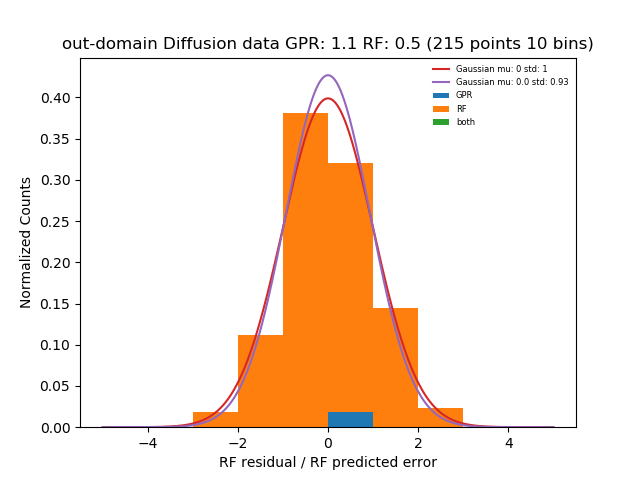 out-domain Diffusion data GPR: 1.1 RF: 0.5 (215 points 10 bins)
Gaussian mu: 0 std: 1
Gaussian mu: 0.0 std: 0.93
GPR
RF
both
0.40
0.35
0.30
0.25
0.20
0.15
0.10
0.05
0.00
Normalized Counts
−4 −2 0 2 4
RF residual / RF predicted error